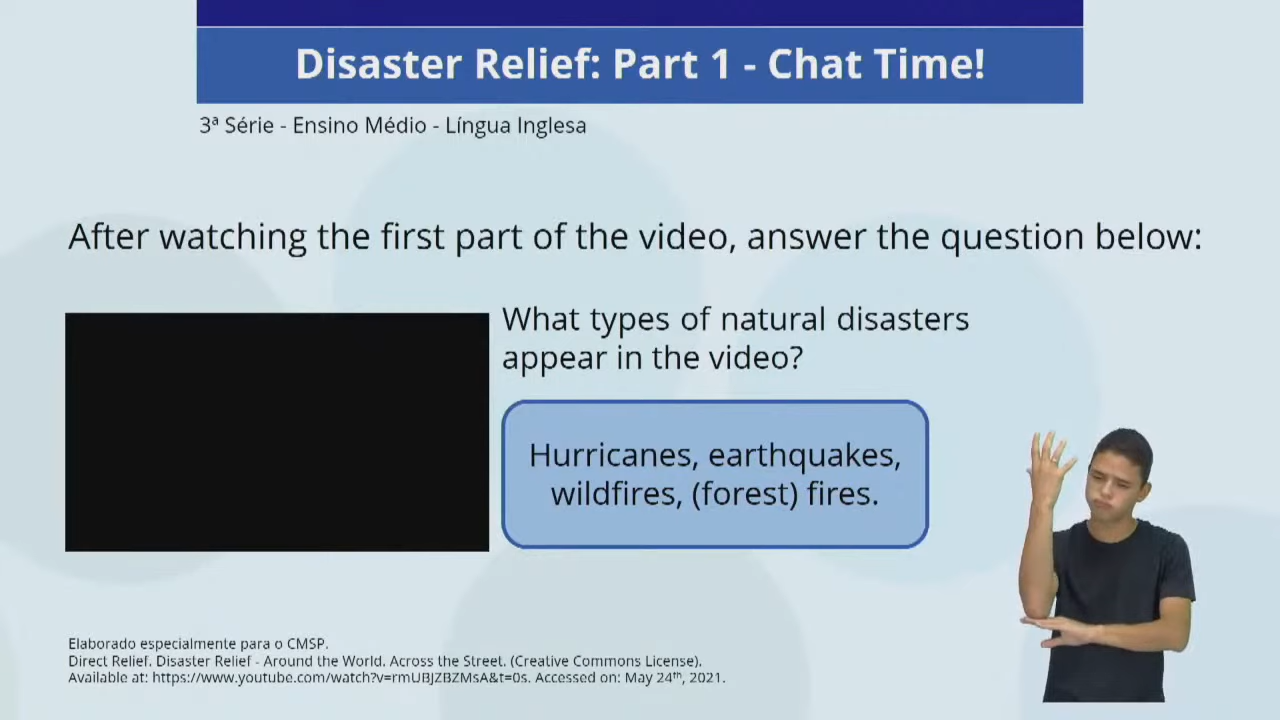 Disaster Relief: Part 1 - Chat Time!
3ª Série - Ensino Médio - Língua Inglesa
After watching the first part of the video, answer the question below:
What types of natural disasters
appear in the video?
Hurricanes, earthquakes,
wildfires, (forest) fires.
Elaborado especialmente para o CMSP.
Direct Relief. Disaster Relief - Around the World. Across the Street. (Creative Commons License).
Available at: https://www.youtube.com/watch?v=rmUBJZBZMsA&t=0s. Accessed on: May 24ᵗʰ, 2021.